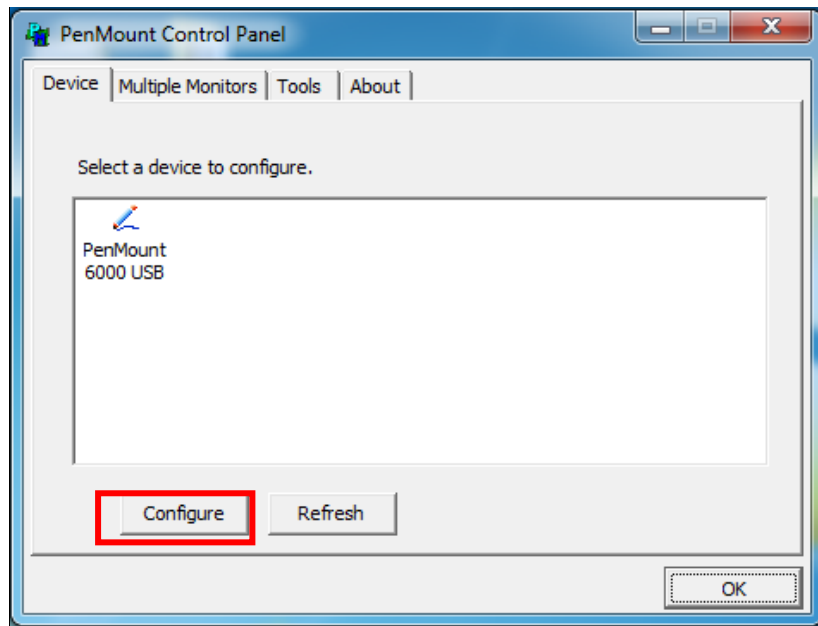 PenMount Control Panel
Device Multiple Monitors Tools About
Select a device to configure.
PenMount
6000 USB
Configure Refresh
OK